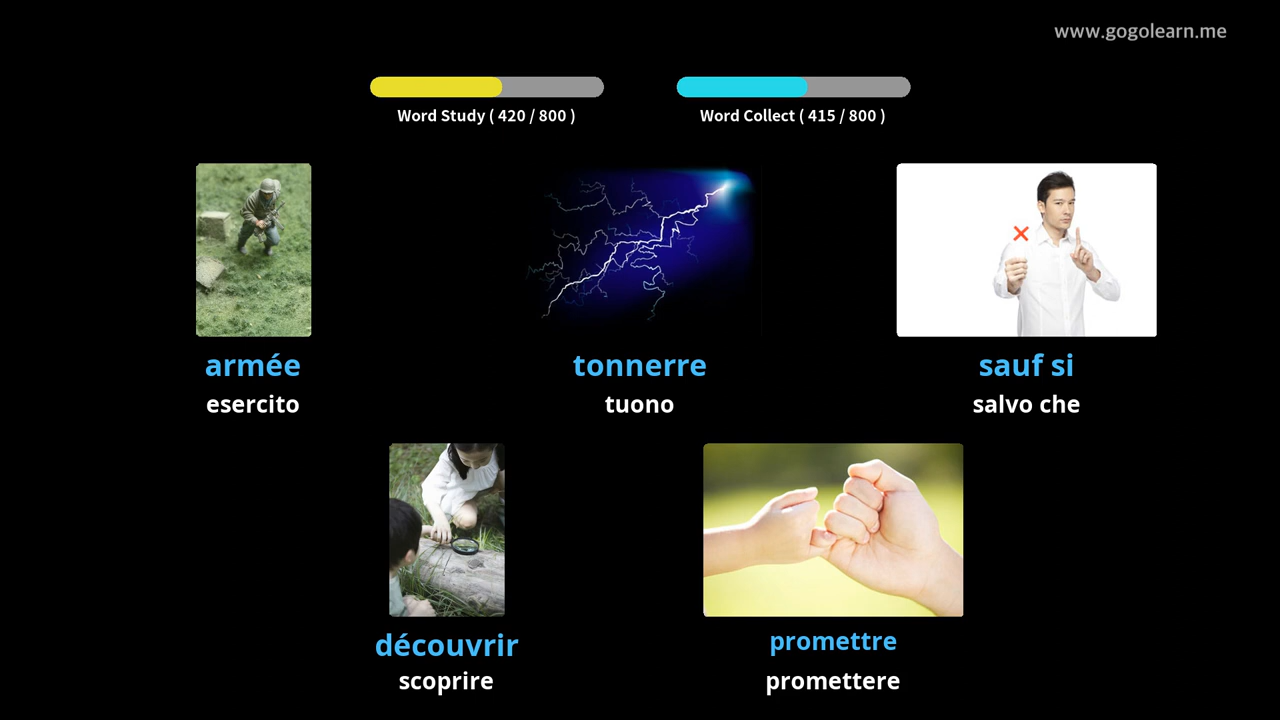 www.gogolearn.me
Word Study ( 420 / 800 )
Word Collect ( 415 / 800 )
armée
esercito
tonnerre
tuono
sauf si
salvo che
découvrir
scoprire
promettre
promettere